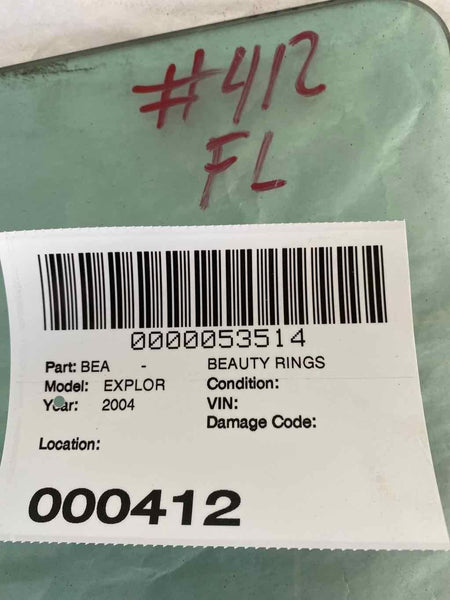 #412
FL
0000053514
Part: BEA - BEAUTY RINGS
Model: EXPLOR Condition:
Year: 2004 VIN:
Damage Code:
Location:
000412